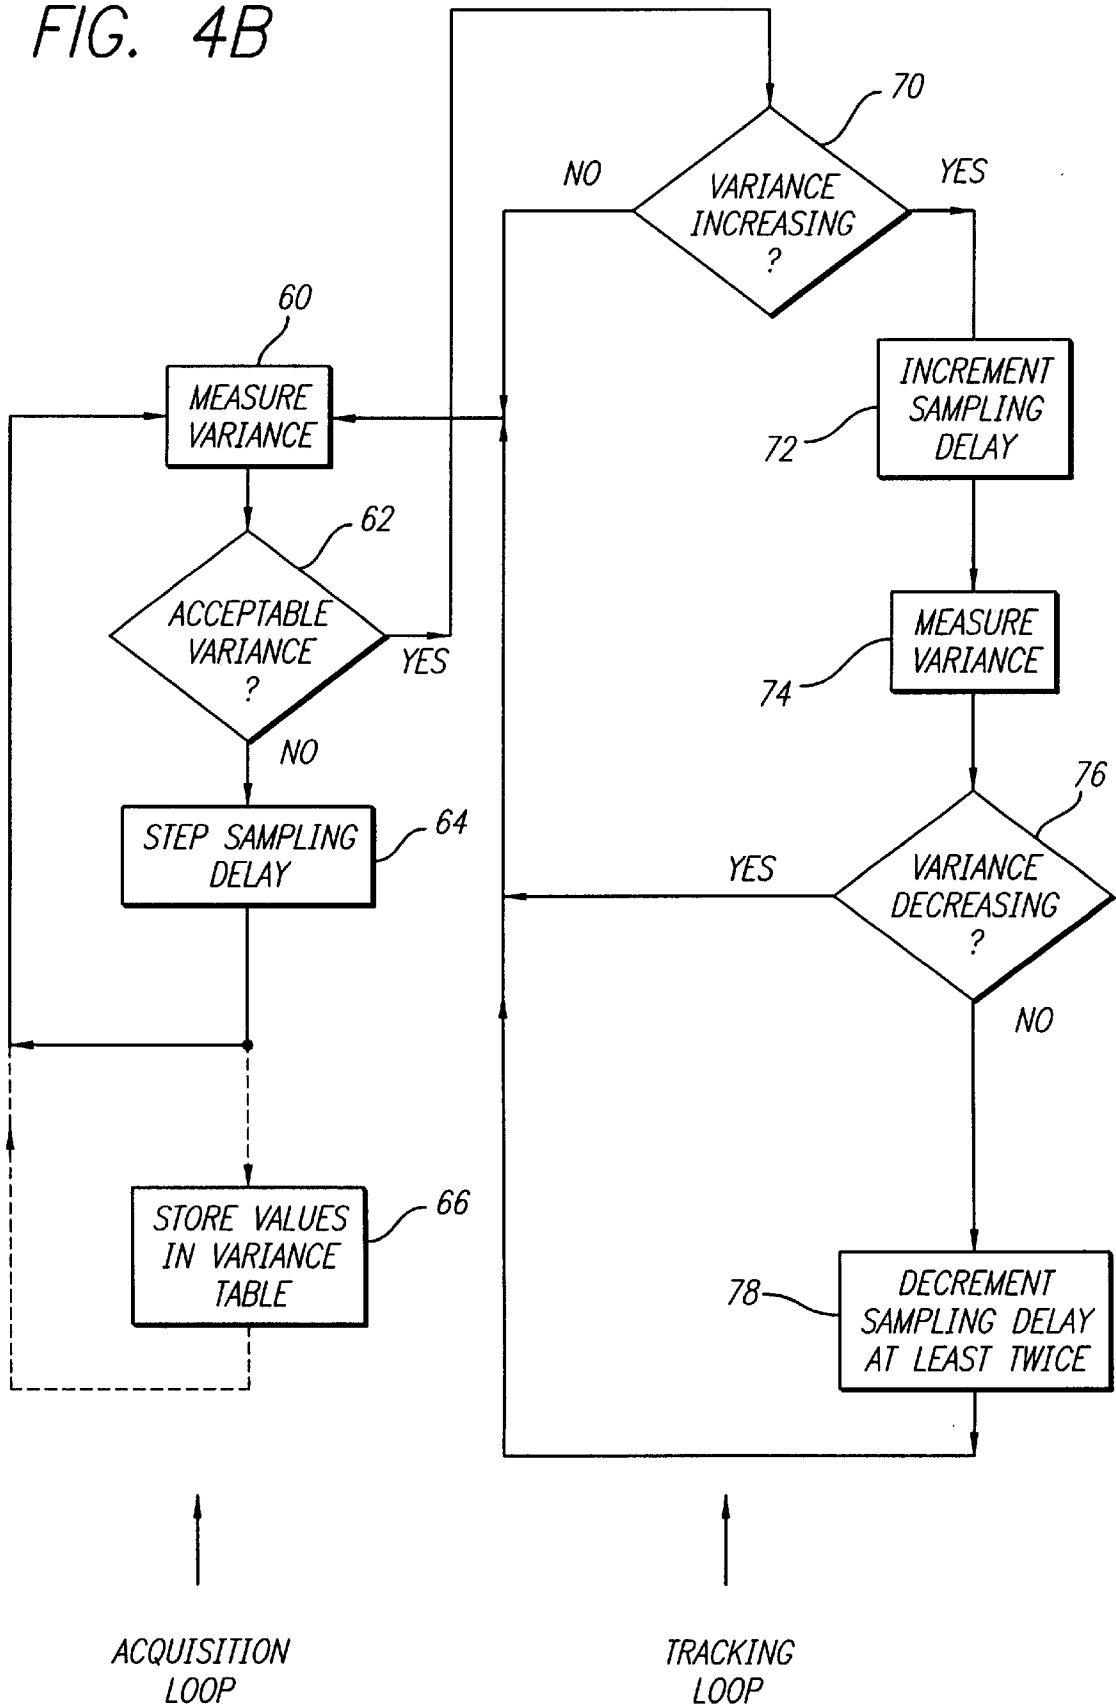 FIG. 4B
70
NO
YES
VARIANCE
INCREASING
?
60
MEASURE
VARIANCE
INCREMENT
SAMPLING
DELAY
72
62
ACCEPTABLE
VARIANCE
?
YES
NO
MEASURE
VARIANCE
74
STEP SAMPLING
DELAY
64
76
YES
VARIANCE
DECREASING
?
NO
STORE VALUES
IN VARIANCE
TABLE
66
78
DECREMENT
SAMPLING DELAY
AT LEAST TWICE
ACQUISITION
LOOP
TRACKING
LOOP